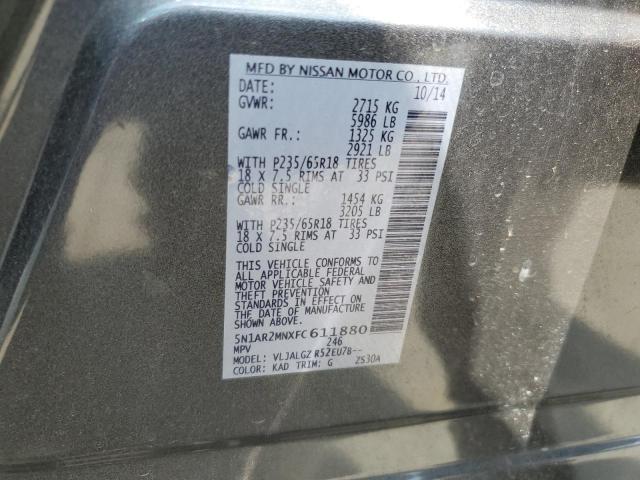 MFD BY NISSAN MOTOR CO., LTD.
DATE: 10/14
GVWR: 2715 KG
5986 LB
GAWR FR.: 1325 KG
2921 LB
WITH P235/65R18 TIRES
18 X 7.5 RIMS AT 33 PSI
COLD SINGLE
GAWR RR.: 1454 KG
3205 LB
WITH P235/65R18 TIRES
18 X 7.5 RIMS AT 33 PSI
COLD SINGLE
THIS VEHICLE CONFORMS TO
ALL APPLICABLE FEDERAL
MOTOR VEHICLE SAFETY AND
THEFT PREVENTION
STANDARDS IN EFFECT ON
THE DATE OF MANUFACTURE
SHOWN ABOVE.
5N1AR2MNXFC611880
MPV 246
MODEL: VLJALGZ R52EU7B--
COLOR: KAD TRIM: G ZS30A